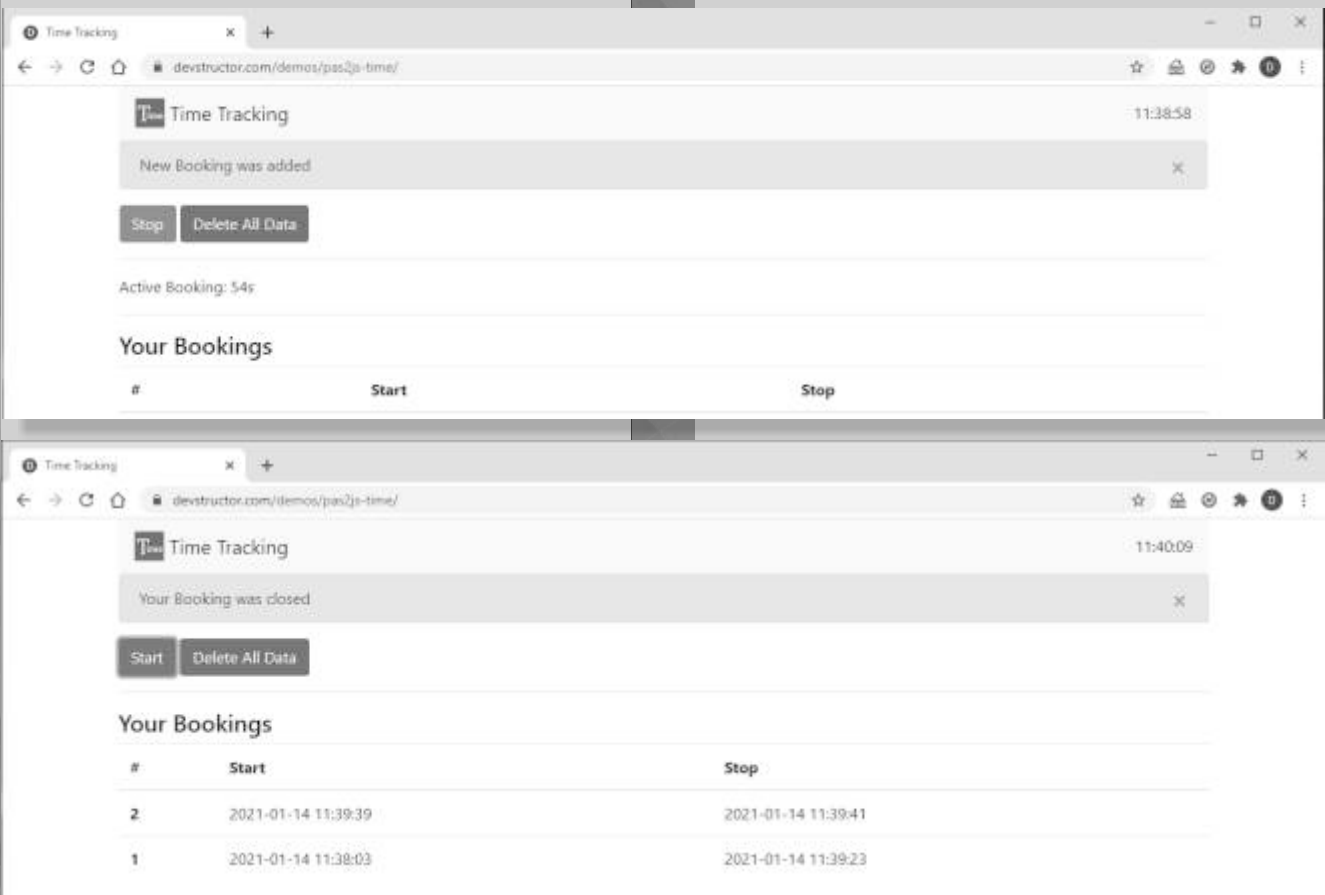 Time Tracking
devstructor.com/demos/pas2js-time/
Time Tracking 11:38:58
New Booking was added
Stop Delete All Data
Active Booking: 54s
Your Bookings
# Start Stop
Time Tracking
devstructor.com/demos/pas2js-time/
Time Tracking 11:40:09
Your Booking was closed
Start Delete All Data
Your Bookings
# Start Stop
2 2021-01-14 11:39:39 2021-01-14 11:39:41
1 2021-01-14 11:38:03 2021-01-14 11:39:23